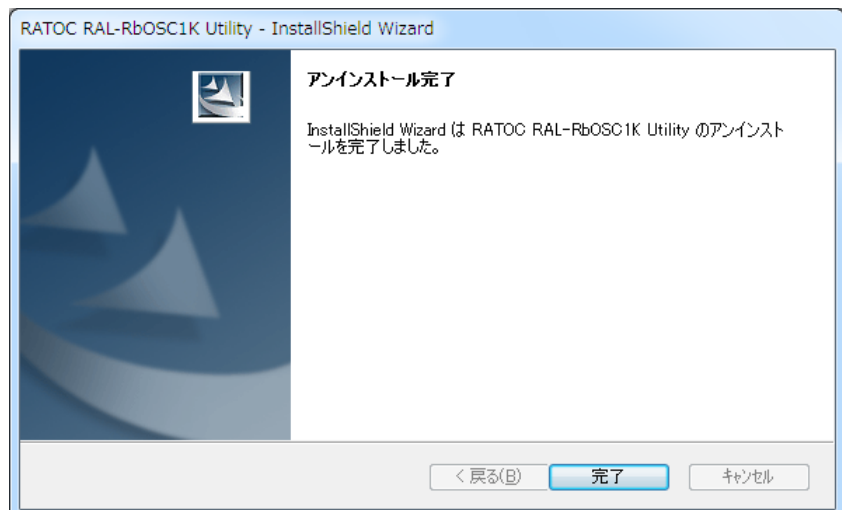 RATOC RAL-RbOSC1K Utility - InstallShield Wizard
アンインストール完了
InstallShield Wizard は RATOC RAL-RbOSC1K Utility のアンインスト
ールを完了しました。
< 戻る(B) 完了 キャンセル